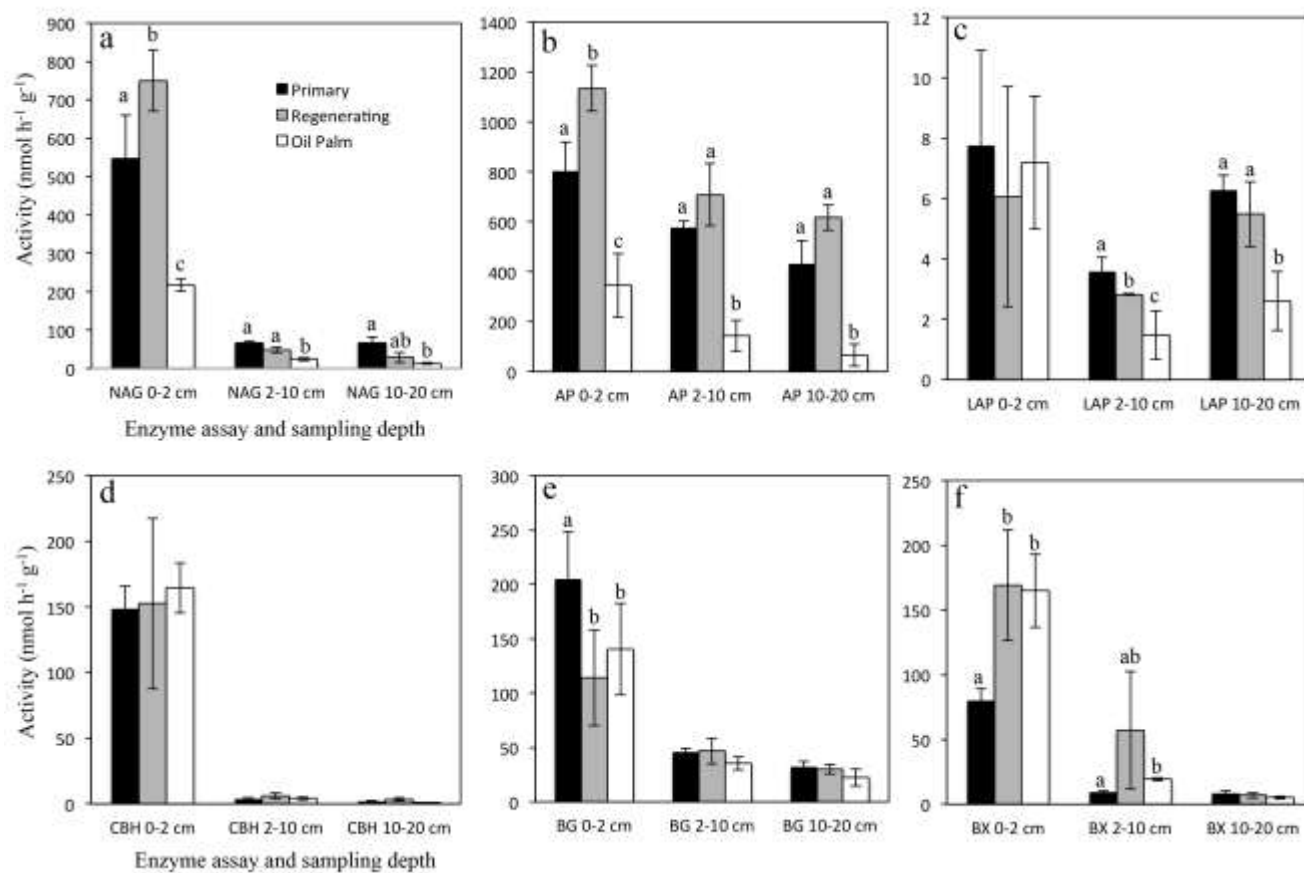 a
Activity (nmol h⁻¹ g⁻¹)
900
800
700
600
500
400
300
200
100
0
a
b
c
a
a
b
a
ab
b
Primary
Regenerating
Oil Palm
NAG 0-2 cm
NAG 2-10 cm
NAG 10-20 cm
Enzyme assay and sampling depth
b
1400
1200
1000
800
600
400
200
0
a
b
c
a
a
b
a
a
b
AP 0-2 cm
AP 2-10 cm
AP 10-20 cm
c
12
10
8
6
4
2
0
a
b
c
a
a
b
LAP 0-2 cm
LAP 2-10 cm
LAP 10-20 cm
d
Activity (nmol h⁻¹ g⁻¹)
250
200
150
100
50
0
CBH 0-2 cm
CBH 2-10 cm
CBH 10-20 cm
Enzyme assay and sampling depth
e
300
250
200
150
100
50
0
a
b
b
BG 0-2 cm
BG 2-10 cm
BG 10-20 cm
f
250
200
150
100
50
0
a
b
b
a
ab
b
BX 0-2 cm
BX 2-10 cm
BX 10-20 cm